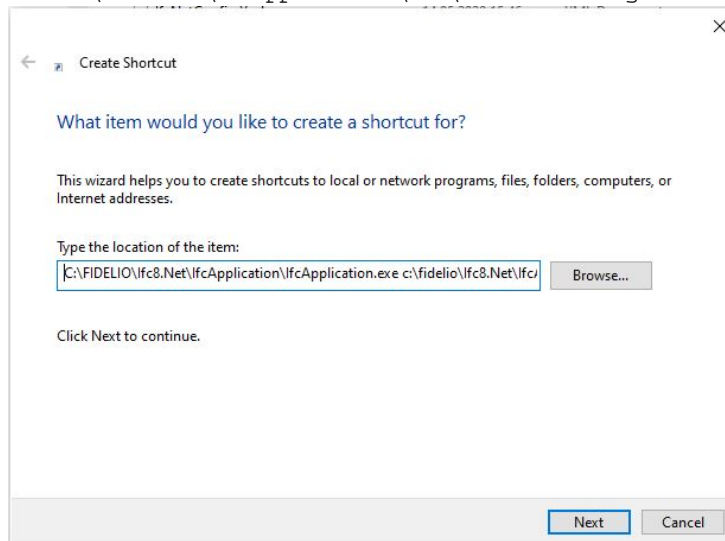 Create Shortcut
What item would you like to create a shortcut for?
This wizard helps you to create shortcuts to local or network programs, files, folders, computers, or
Internet addresses.
Type the location of the item:
C:\FIDELIO\Ifc8.Net\IfcApplication\IfcApplication.exe c:\fidelio\Ifc8.Net\Ifc
Browse...
Click Next to continue.
Next
Cancel